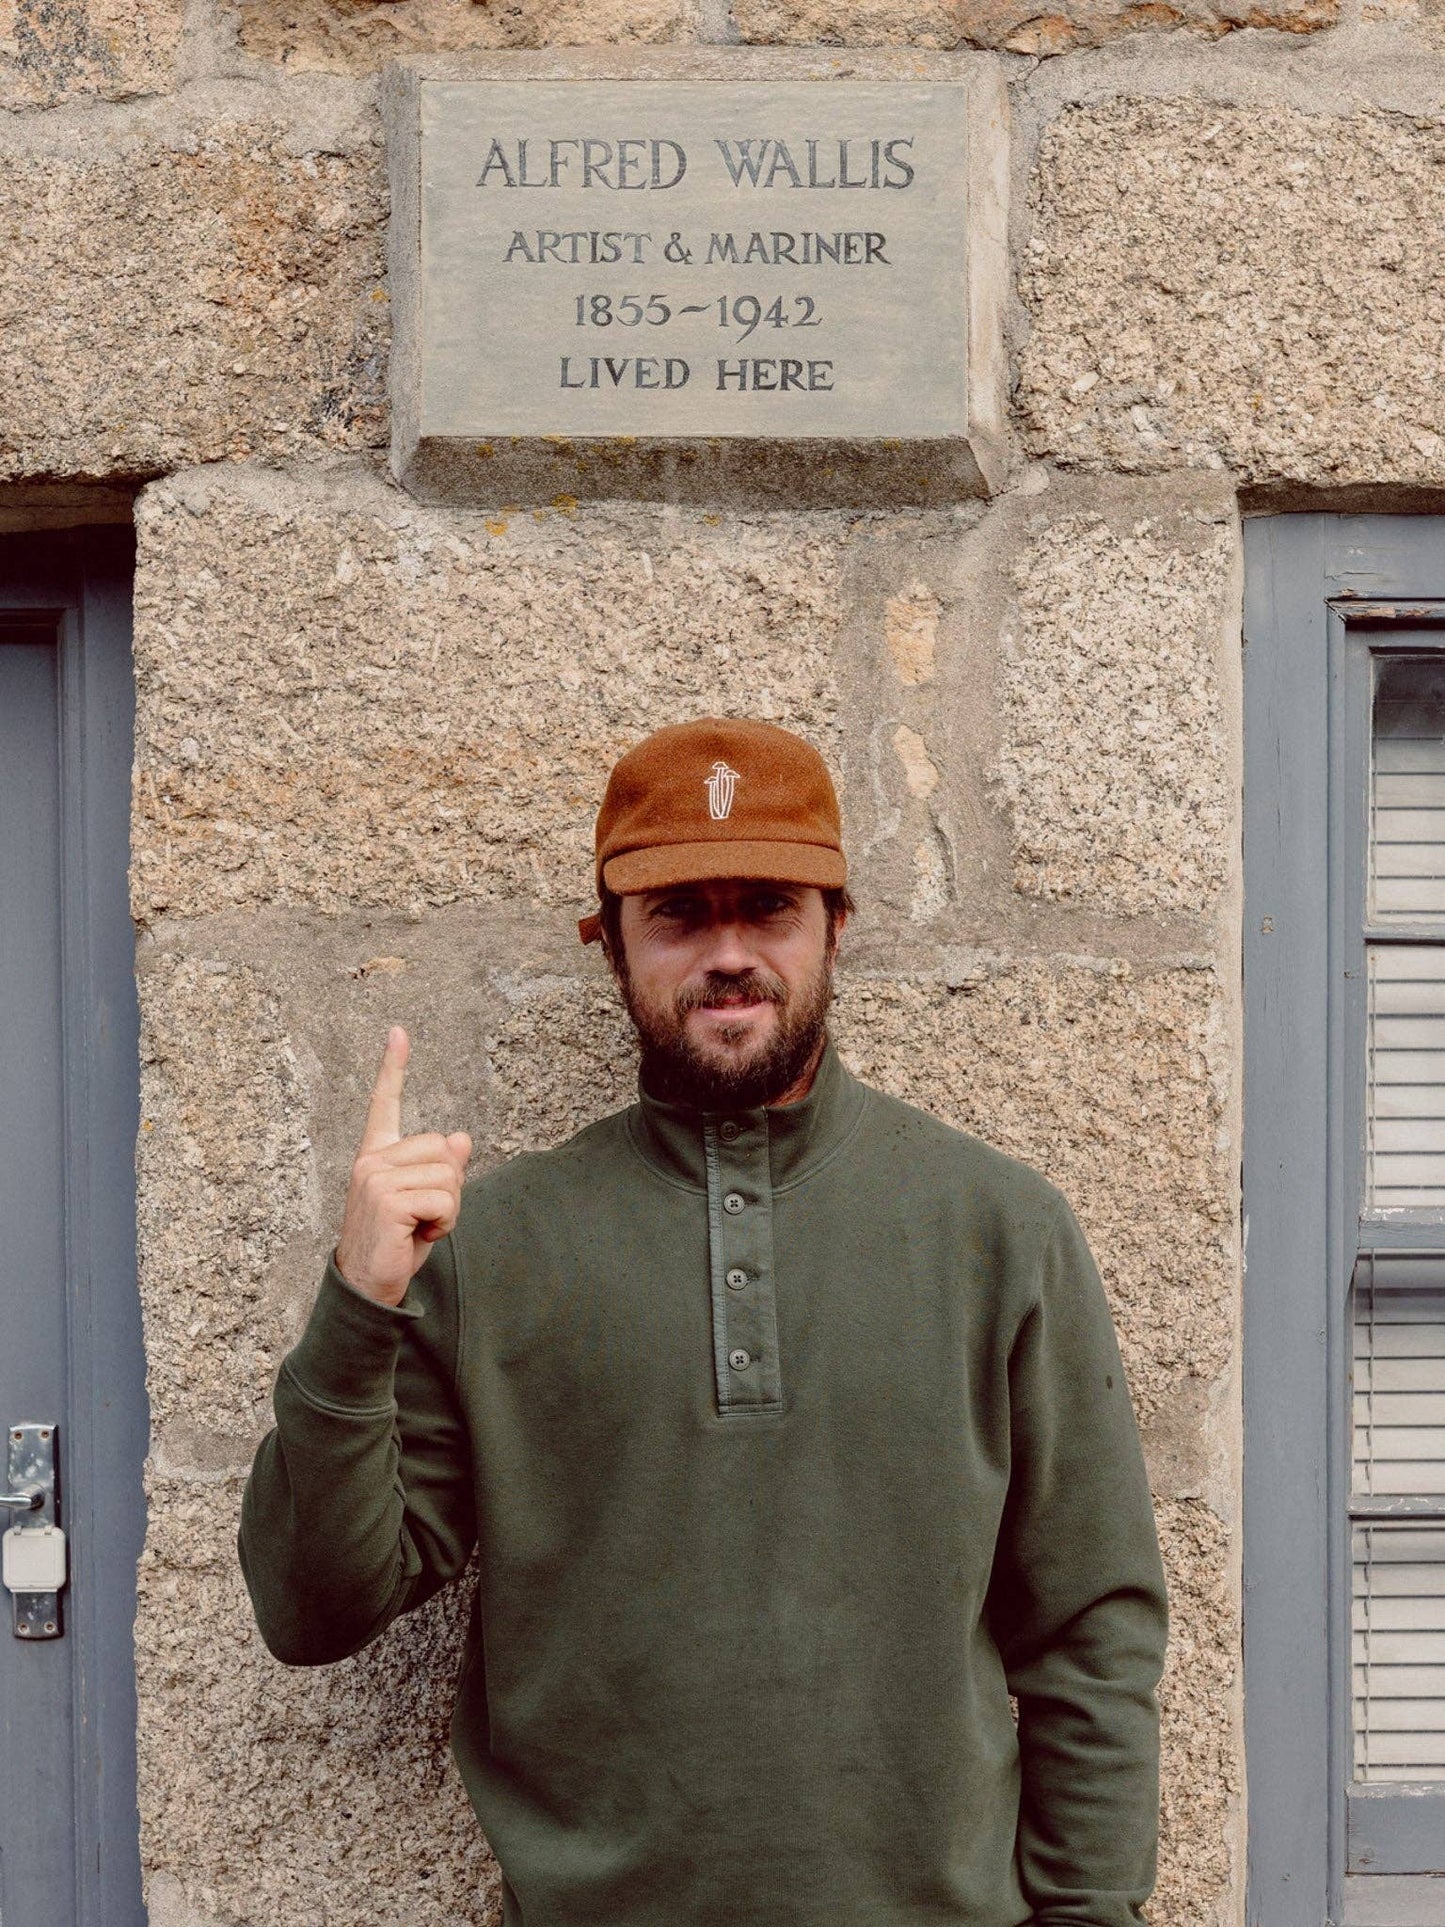 ALFRED WALLIS
ARTIST & MARINER
1855~1942
LIVED HERE